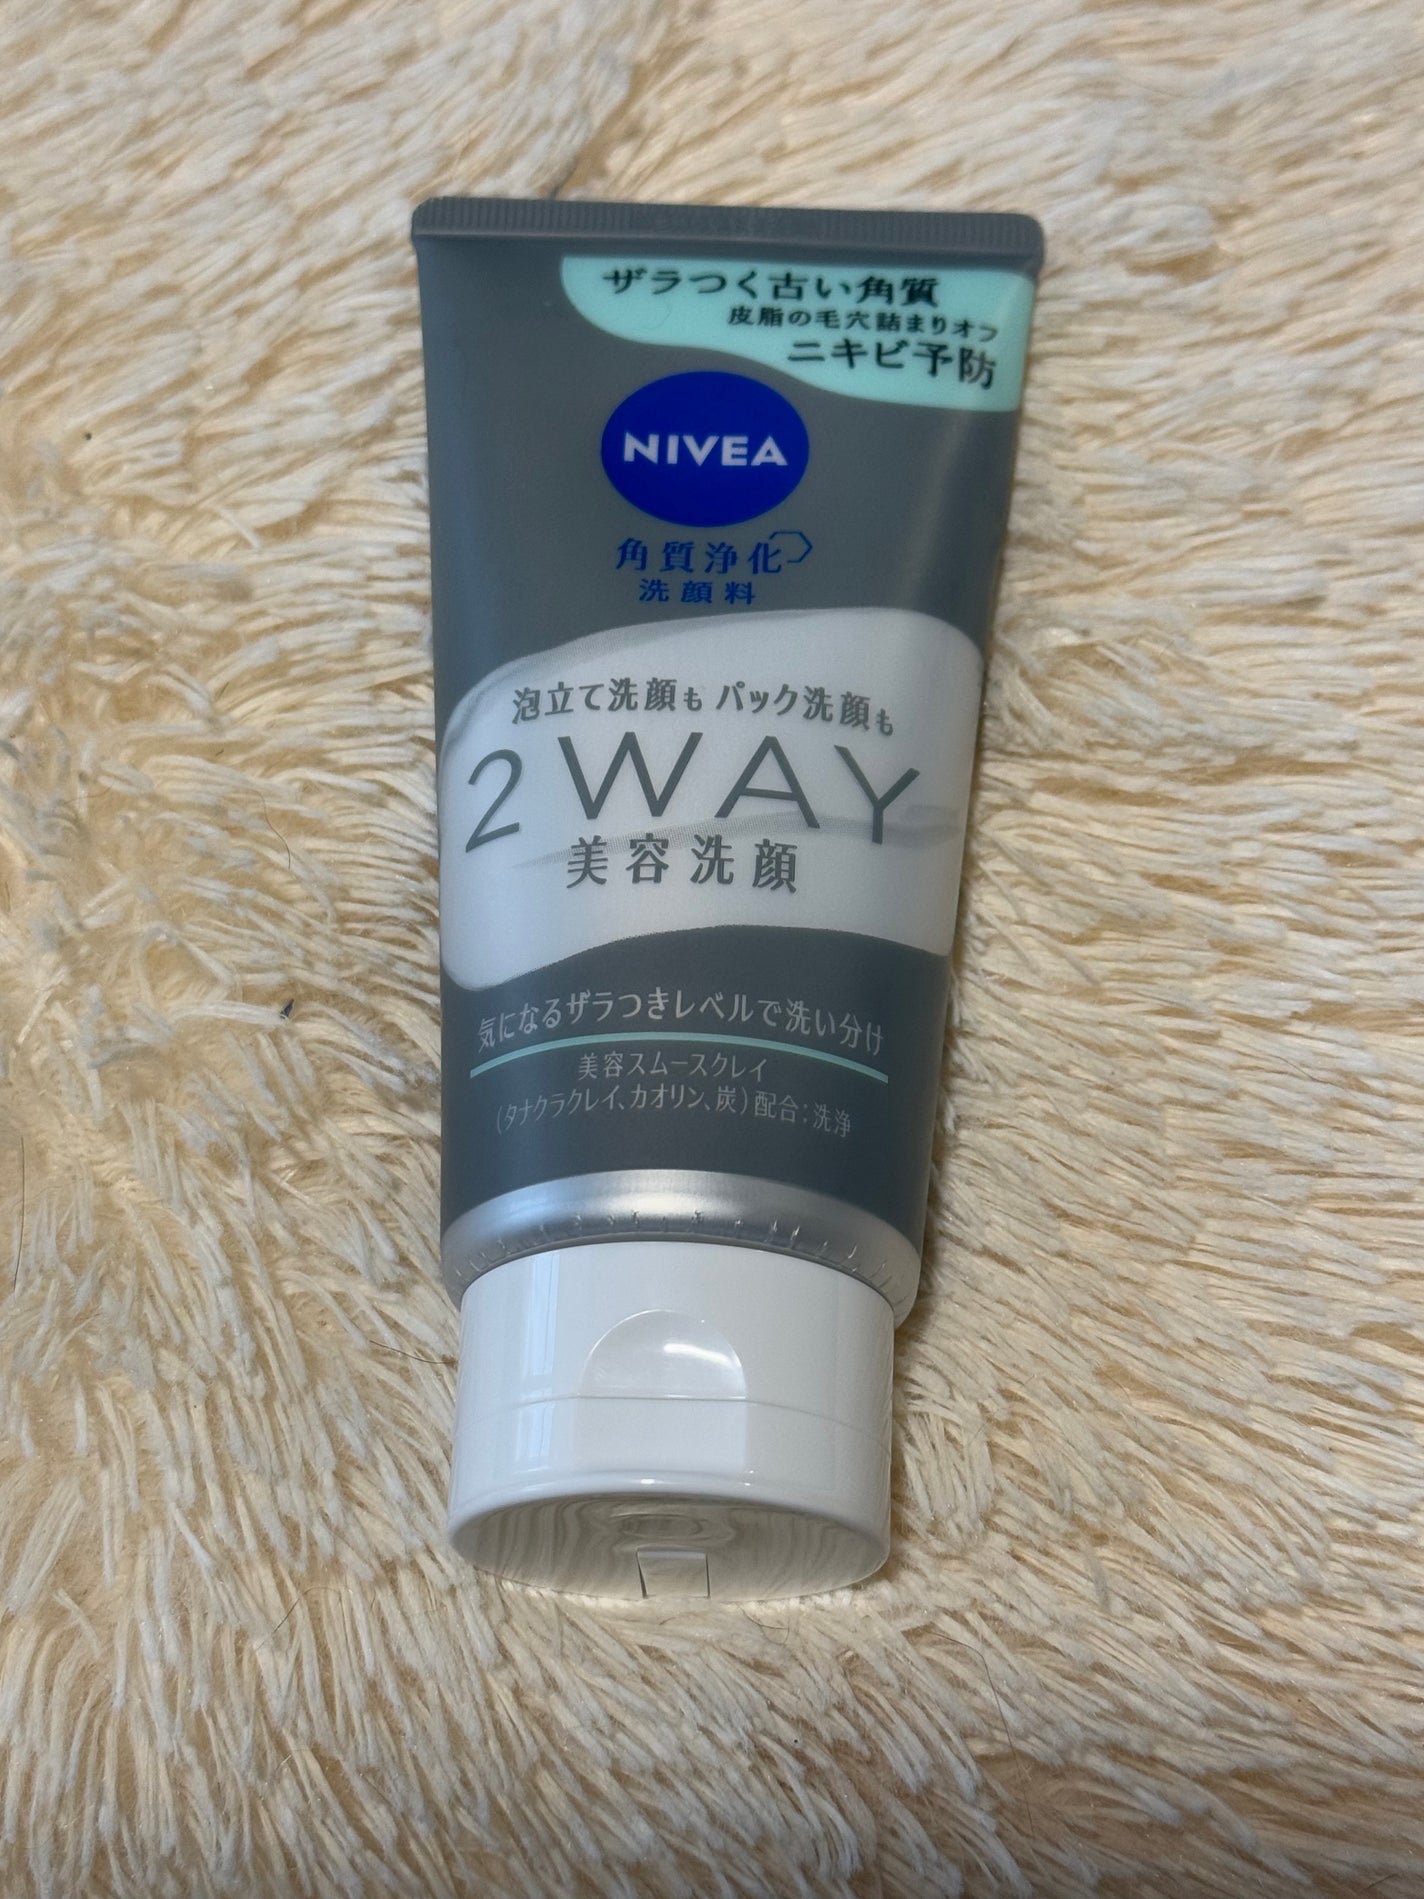 ザラつく古い角質
皮脂の毛穴詰まりオフ
ニキビ予防
NIVEA
角質浄化
洗顔料
泡立て洗顔も パック洗顔も
2WAY
美容洗顔
気になるザラつきレベルで洗い分け
美容スムースクレイ
(タナクラクレイ、カオリン、炭)配合:洗浄